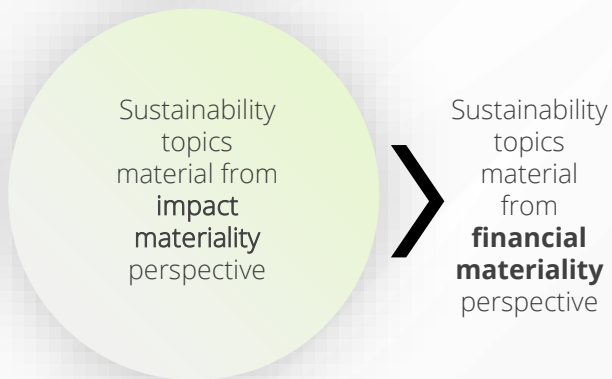 Sustainability
topics
material from
impact
materiality
perspective
Sustainability
topics
material
from
financial
materiality
perspective